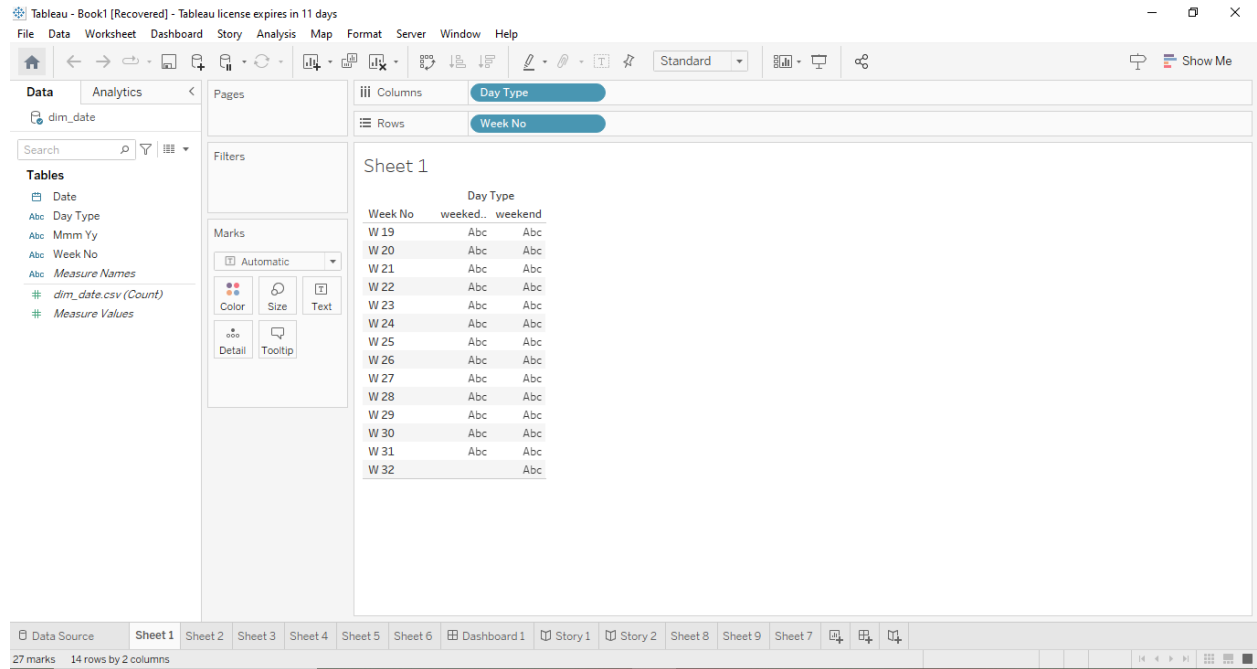 Tableau - Book1 [Recovered] - Tableau license expires in 11 days
File Data Worksheet Dashboard Story Analysis Map Format Server Window Help
Standard
Show Me
Data Analytics
dim_date
Search
Tables
Date
Abc Day Type
Abc Mmm Yy
Abc Week No
Abc Measure Names
# dim_date.csv (Count)
# Measure Values
Pages
Filters
Marks
Automatic
Color Size Text
Detail Tooltip
Columns Day Type
Rows Week No
Sheet 1
Day Type
Week No weeked.. weekend
W 19 Abc Abc
W 20 Abc Abc
W 21 Abc Abc
W 22 Abc Abc
W 23 Abc Abc
W 24 Abc Abc
W 25 Abc Abc
W 26 Abc Abc
W 27 Abc Abc
W 28 Abc Abc
W 29 Abc Abc
W 30 Abc Abc
W 31 Abc Abc
W 32 Abc
Data Source Sheet 1 Sheet 2 Sheet 3 Sheet 4 Sheet 5 Sheet 6 Dashboard 1 Story 1 Story 2 Sheet 8 Sheet 9 Sheet 7
27 marks 14 rows by 2 columns